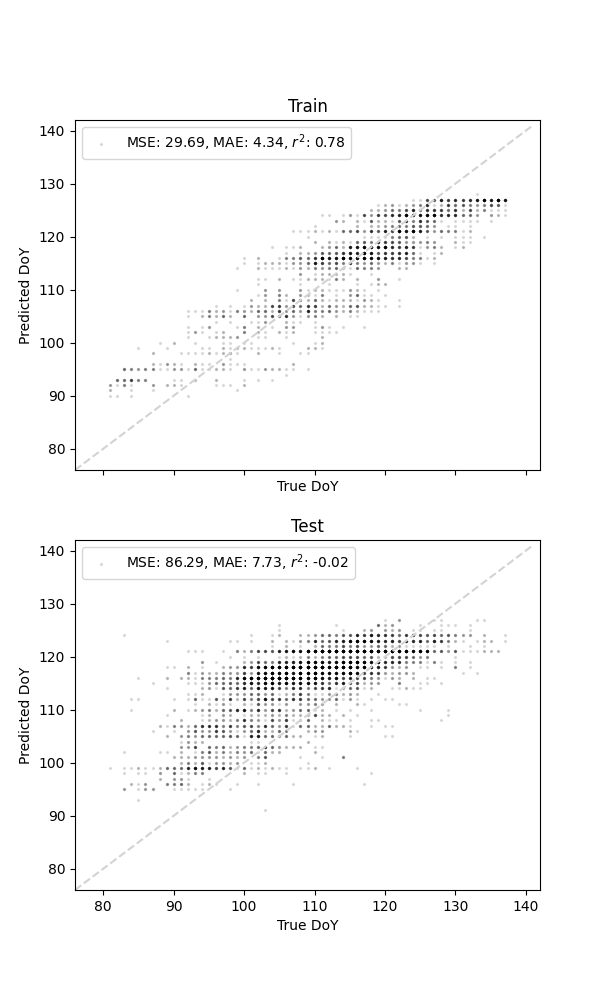 Train
MSE: 29.69, MAE: 4.34, r²: 0.78
140
130
120
110
100
90
80
Predicted DoY
True DoY
Test
MSE: 86.29, MAE: 7.73, r²: -0.02
140
130
120
110
100
90
80
Predicted DoY
80 90 100 110 120 130 140
True DoY